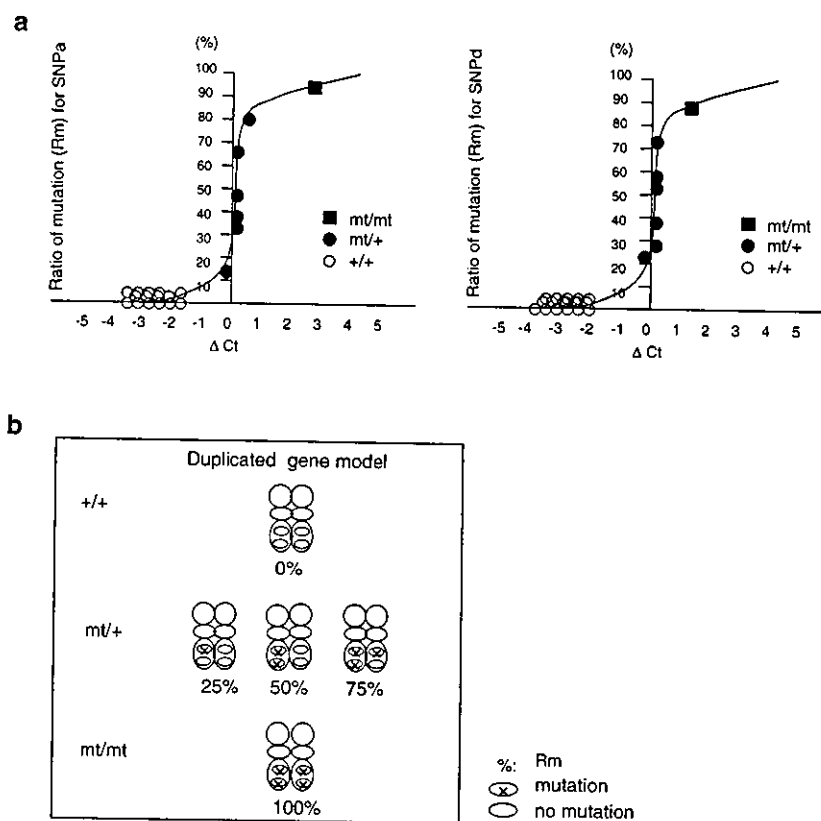 a
Ratio of mutation (Rm) for SNPa
(%)
100
90
80
70
60
50
40
30
20
10
-5 -4 -3 -2 -1 0 1 2 3 4 5
Δ Ct
■ mt/mt
● mt/+
○ +/+
Ratio of mutation (Rm) for SNPd
(%)
100
90
80
70
60
50
40
30
20
10
-5 -4 -3 -2 -1 0 1 2 3 4 5
Δ Ct
■ mt/mt
● mt/+
○ +/+
b
Duplicated gene model
+/+
0%
mt/+
25% 50% 75%
mt/mt
100%
%: Rm
mutation
no mutation